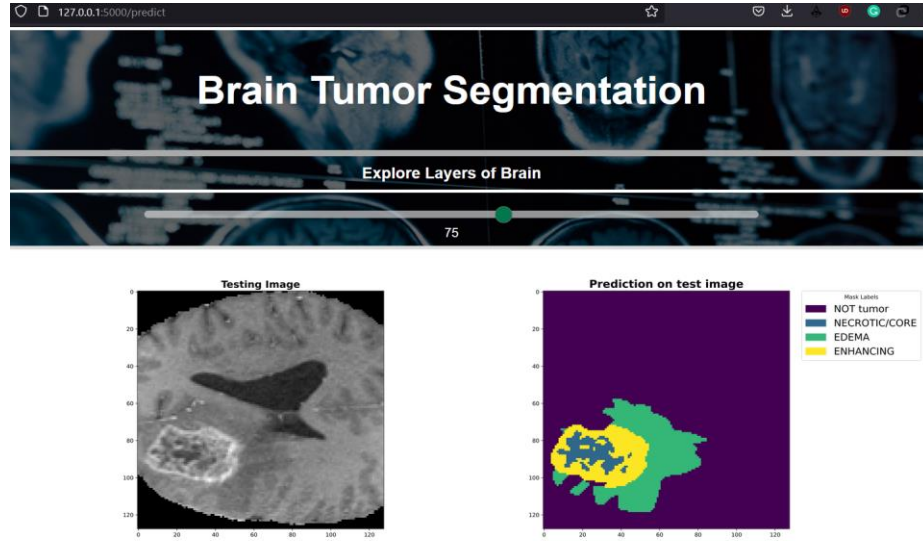 127.0.0.1:5000/predict
Brain Tumor Segmentation
Explore Layers of Brain
75
Testing Image
0
20
40
60
80
100
120
0 20 40 60 80 100 120
Prediction on test image
0
20
40
60
80
100
120
0 20 40 60 80 100 120
Mask Labels
NOT tumor
NECROTIC/CORE
EDEMA
ENHANCING